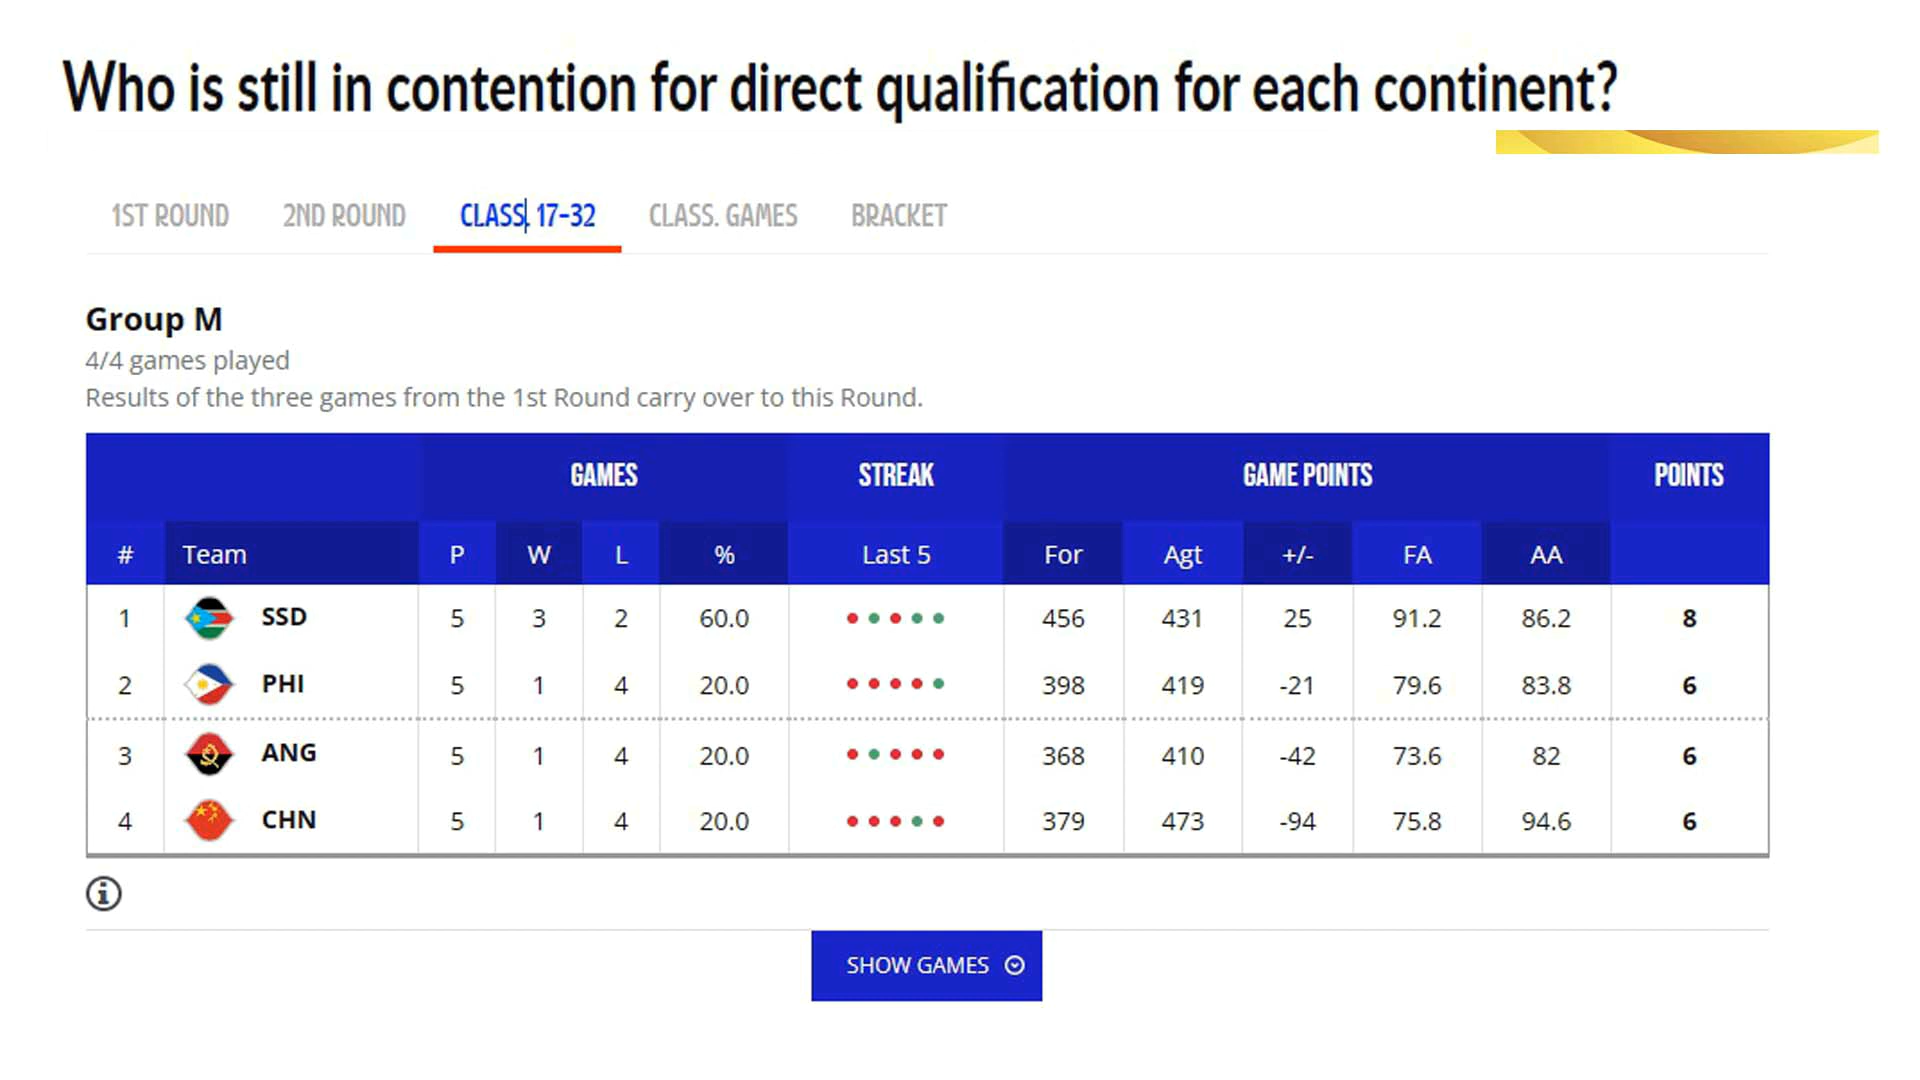 Who is still in contention for direct qualification for each continent?
1ST ROUND 2ND ROUND CLASS. 17-32 CLASS. GAMES BRACKET
Group M
4/4 games played
Results of the three games from the 1st Round carry over to this Round.
GAMES STREAK GAME POINTS POINTS
# Team P W L % Last 5 For Agt +/- FA AA
1 SSD 5 3 2 60.0 456 431 25 91.2 86.2 8
2 PHI 5 1 4 20.0 398 419 -21 79.6 83.8 6
3 ANG 5 1 4 20.0 368 410 -42 73.6 82 6
4 CHN 5 1 4 20.0 379 473 -94 75.8 94.6 6
SHOW GAMES